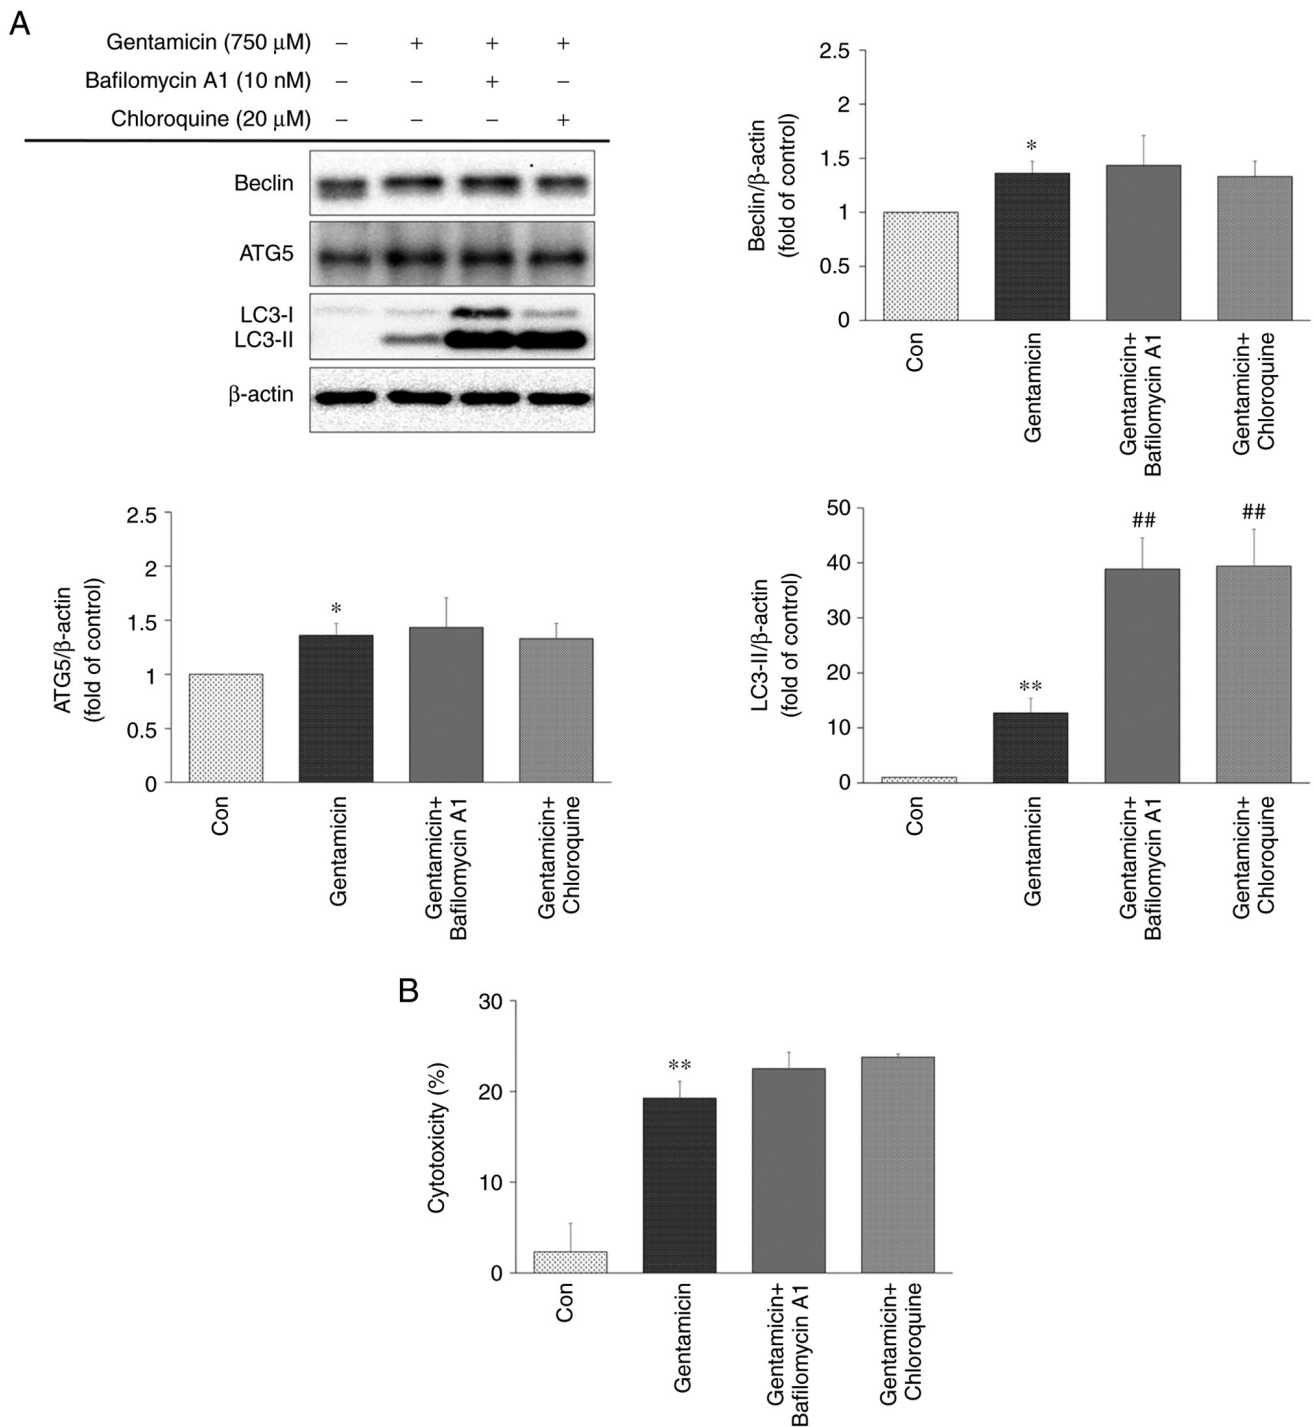 A
Gentamicin (750 μM) – + + +
Bafilomycin A1 (10 nM) – – + –
Chloroquine (20 μM) – – – +
Beclin
ATG5
LC3-I
LC3-II
β-actin
Beclin/β-actin
(fold of control)
2.5
2
1.5
1
0.5
0
*
Con
Gentamicin
Gentamicin+
Bafilomycin A1
Gentamicin+
Chloroquine
ATG5/β-actin
(fold of control)
2.5
2
1.5
1
0.5
0
*
Con
Gentamicin
Gentamicin+
Bafilomycin A1
Gentamicin+
Chloroquine
LC3-II/β-actin
(fold of control)
50
40
30
20
10
0
**
##
##
Con
Gentamicin
Gentamicin+
Bafilomycin A1
Gentamicin+
Chloroquine
B
Cytotoxicity (%)
30
20
10
0
**
Con
Gentamicin
Gentamicin+
Bafilomycin A1
Gentamicin+
Chloroquine